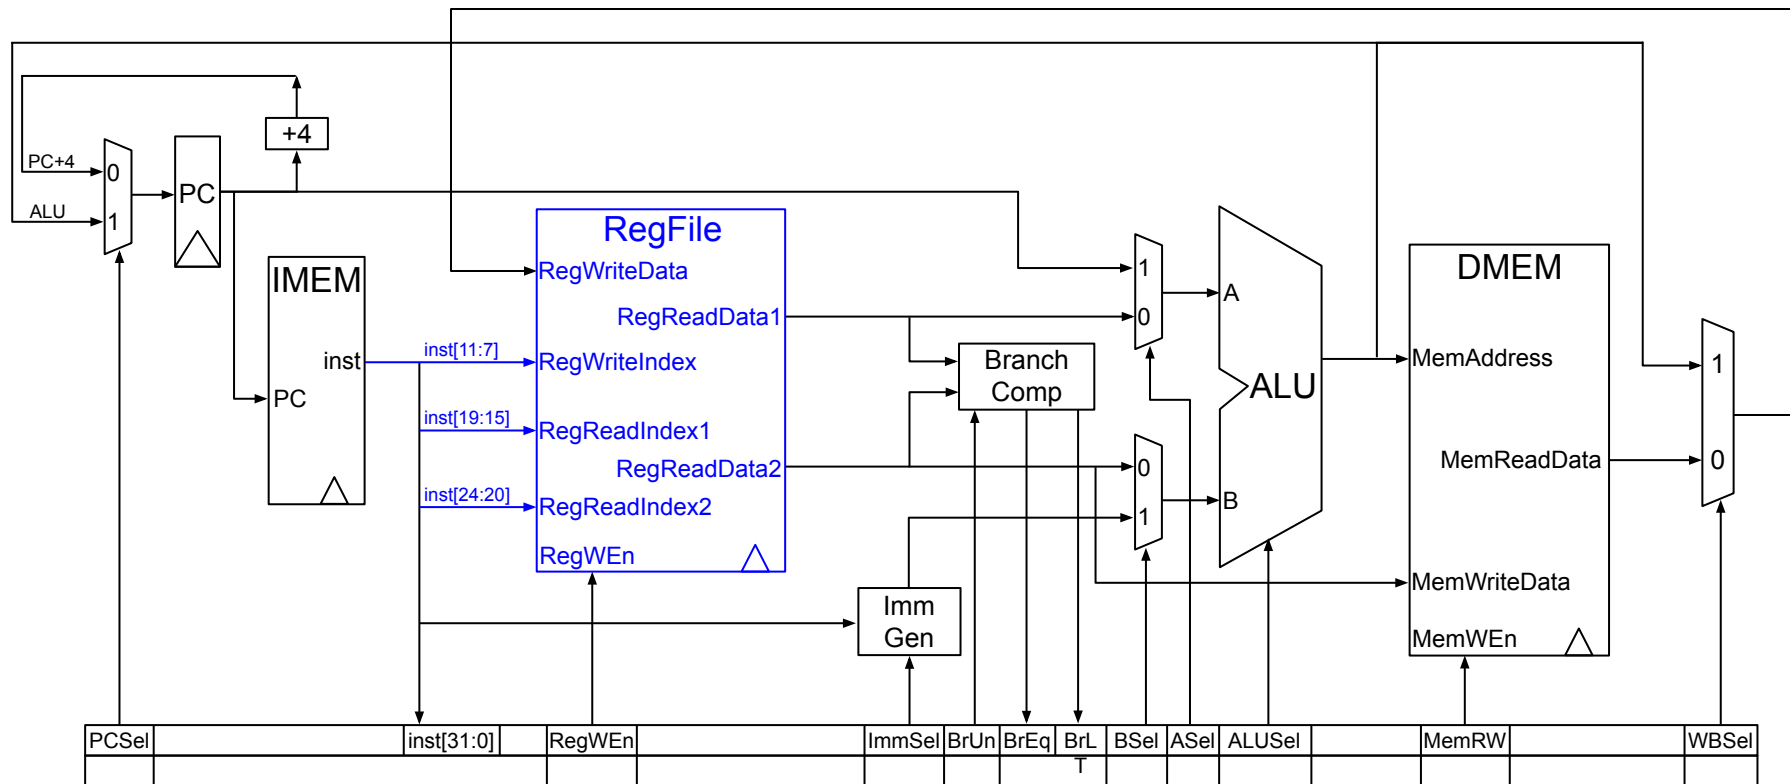 +4
PC+4
0
PC
ALU
1
RegFile
IMEM
RegWriteData
DMEM
1
A
RegReadData1
0
inst[11:7]
inst
RegWriteIndex
Branch
Comp
MemAddress
1
ALU
PC
inst[19:15]
RegReadIndex1
RegReadData2
0
MemReadData
0
inst[24:20]
RegReadIndex2
B
1
RegWEn
Imm
Gen
MemWriteData
MemWEn
PCSel inst[31:0] RegWEn ImmSel BrUn BrEq BrL BSel ASel ALUSel MemRW WBSel
T